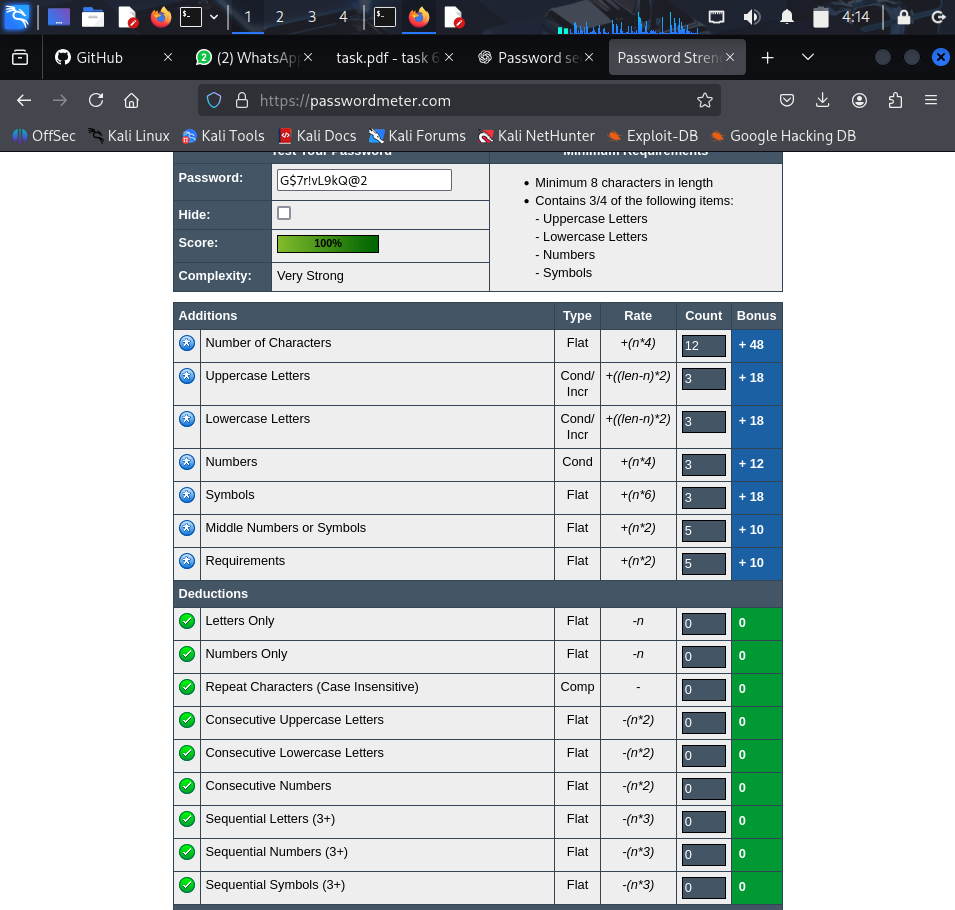 1 2 3 4 4:14
GitHub (2) WhatsApp task.pdf - task 6 Password se Password Stren
https://passwordmeter.com
OffSec Kali Linux Kali Tools Kali Docs Kali Forums Kali NetHunter Exploit-DB Google Hacking DB
Test Your Password Minimum Requirements
Password: G$7r!vL9kQ@2
Hide:
Score: 100%
Complexity: Very Strong
• Minimum 8 characters in length
• Contains 3/4 of the following items:
- Uppercase Letters
- Lowercase Letters
- Numbers
- Symbols
Additions Type Rate Count Bonus
Number of Characters Flat +(n*4) 12 + 48
Uppercase Letters Cond/Incr +((len-n)*2) 3 + 18
Lowercase Letters Cond/Incr +((len-n)*2) 3 + 18
Numbers Cond +(n*4) 3 + 12
Symbols Flat +(n*6) 3 + 18
Middle Numbers or Symbols Flat +(n*2) 5 + 10
Requirements Flat +(n*2) 5 + 10
Deductions
Letters Only Flat -n 0 0
Numbers Only Flat -n 0 0
Repeat Characters (Case Insensitive) Comp - 0 0
Consecutive Uppercase Letters Flat -(n*2) 0 0
Consecutive Lowercase Letters Flat -(n*2) 0 0
Consecutive Numbers Flat -(n*2) 0 0
Sequential Letters (3+) Flat -(n*3) 0 0
Sequential Numbers (3+) Flat -(n*3) 0 0
Sequential Symbols (3+) Flat -(n*3) 0 0